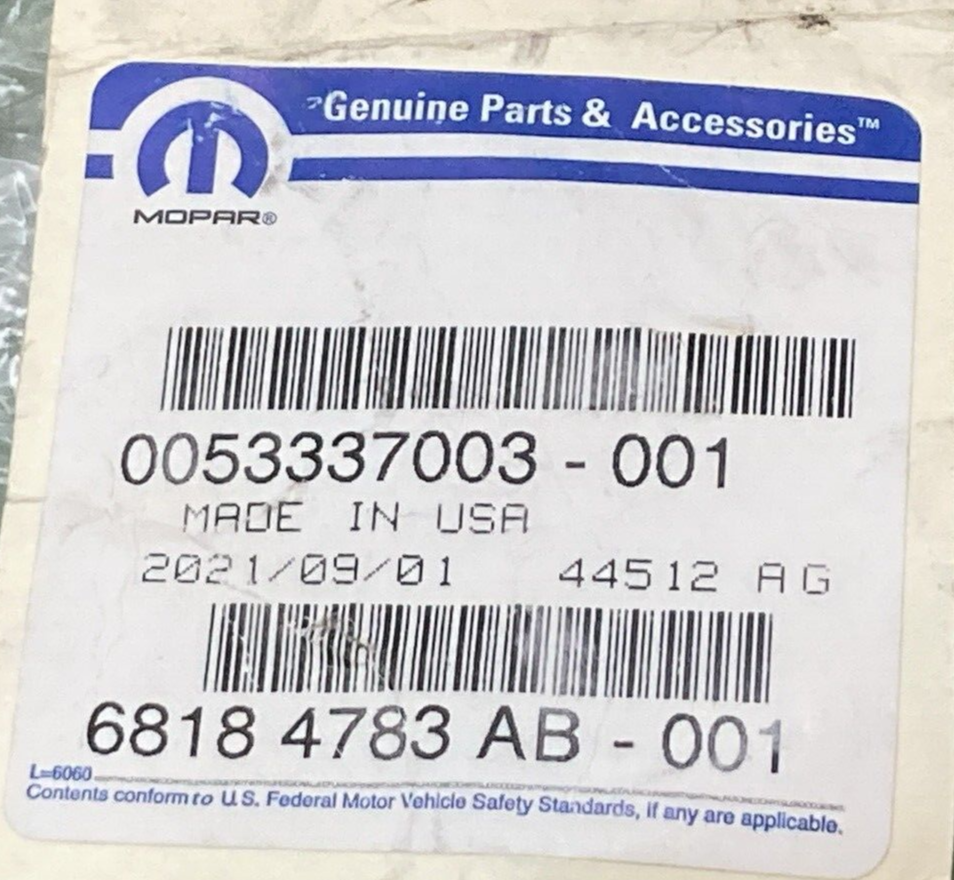 Genuine Parts & Accessories™
MOPAR®
0053337003 - 001
MADE IN USA
2021/09/01 44512 AG
6818 4783 AB - 001
L=6060
Contents conform to U.S. Federal Motor Vehicle Safety Standards, if any are applicable.